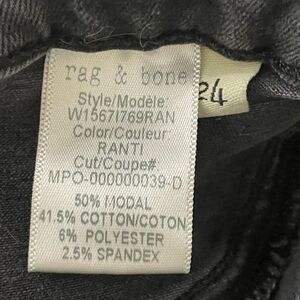 rag & bone
Style/Modèle:
W1567I769RAN
Color/Couleur:
RANTI
Cut/Coupe#
MPO-000000039-D
50% MODAL
41.5% COTTON/COTON
6% POLYESTER
2.5% SPANDEX
24